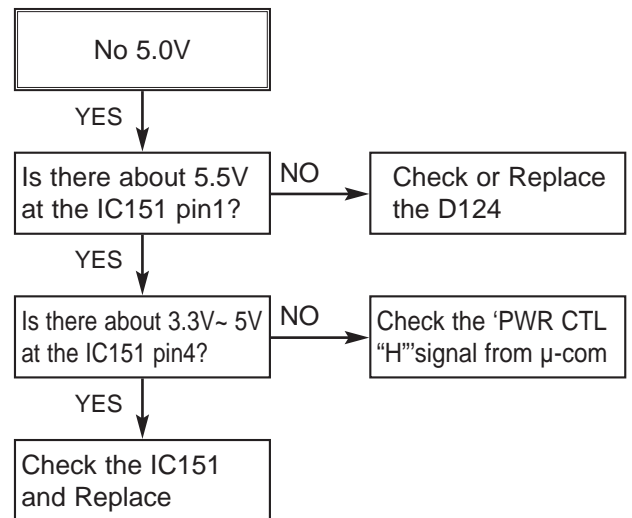 No 5.0V
YES
Is there about 5.5V
at the IC151 pin1?
NO
Check or Replace
the D124
YES
Is there about 3.3V~ 5V
at the IC151 pin4?
NO
Check the ‘PWR CTL
“H”’signal from µ-com
YES
Check the IC151
and Replace